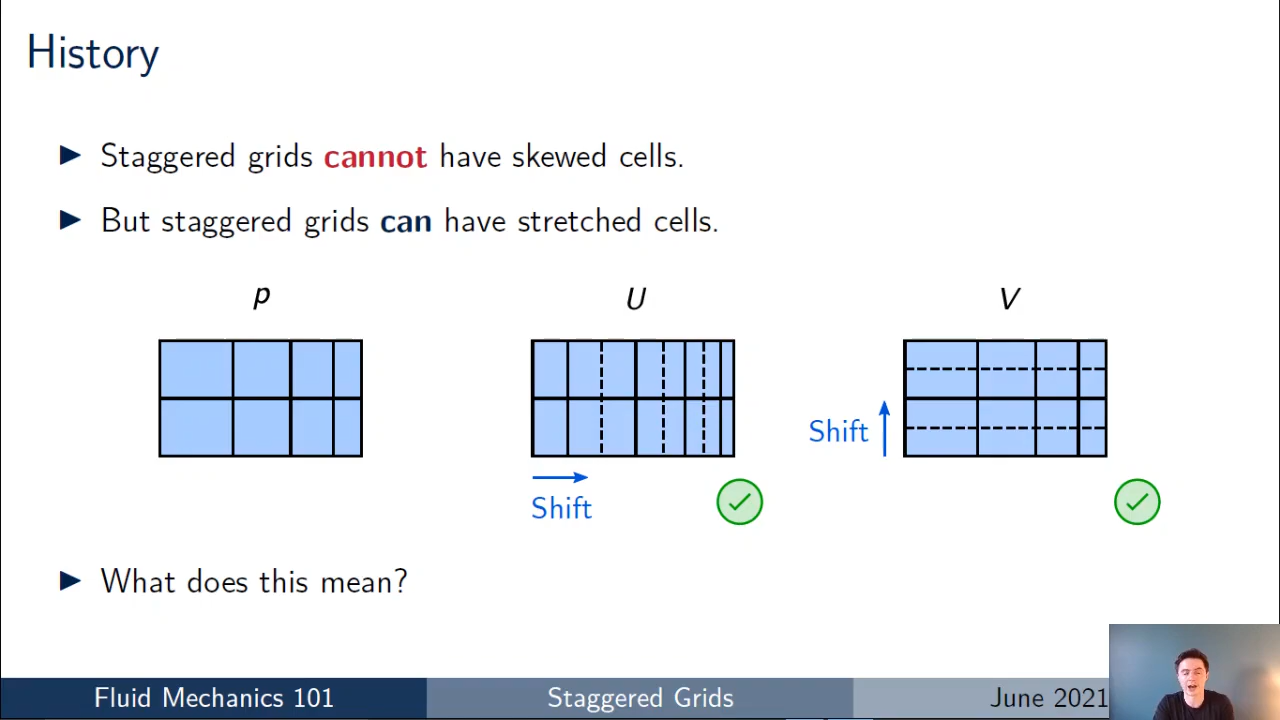 History
Staggered grids cannot have skewed cells.
But staggered grids can have stretched cells.
p
U
V
Shift
Shift
What does this mean?
Fluid Mechanics 101
Staggered Grids
June 2021